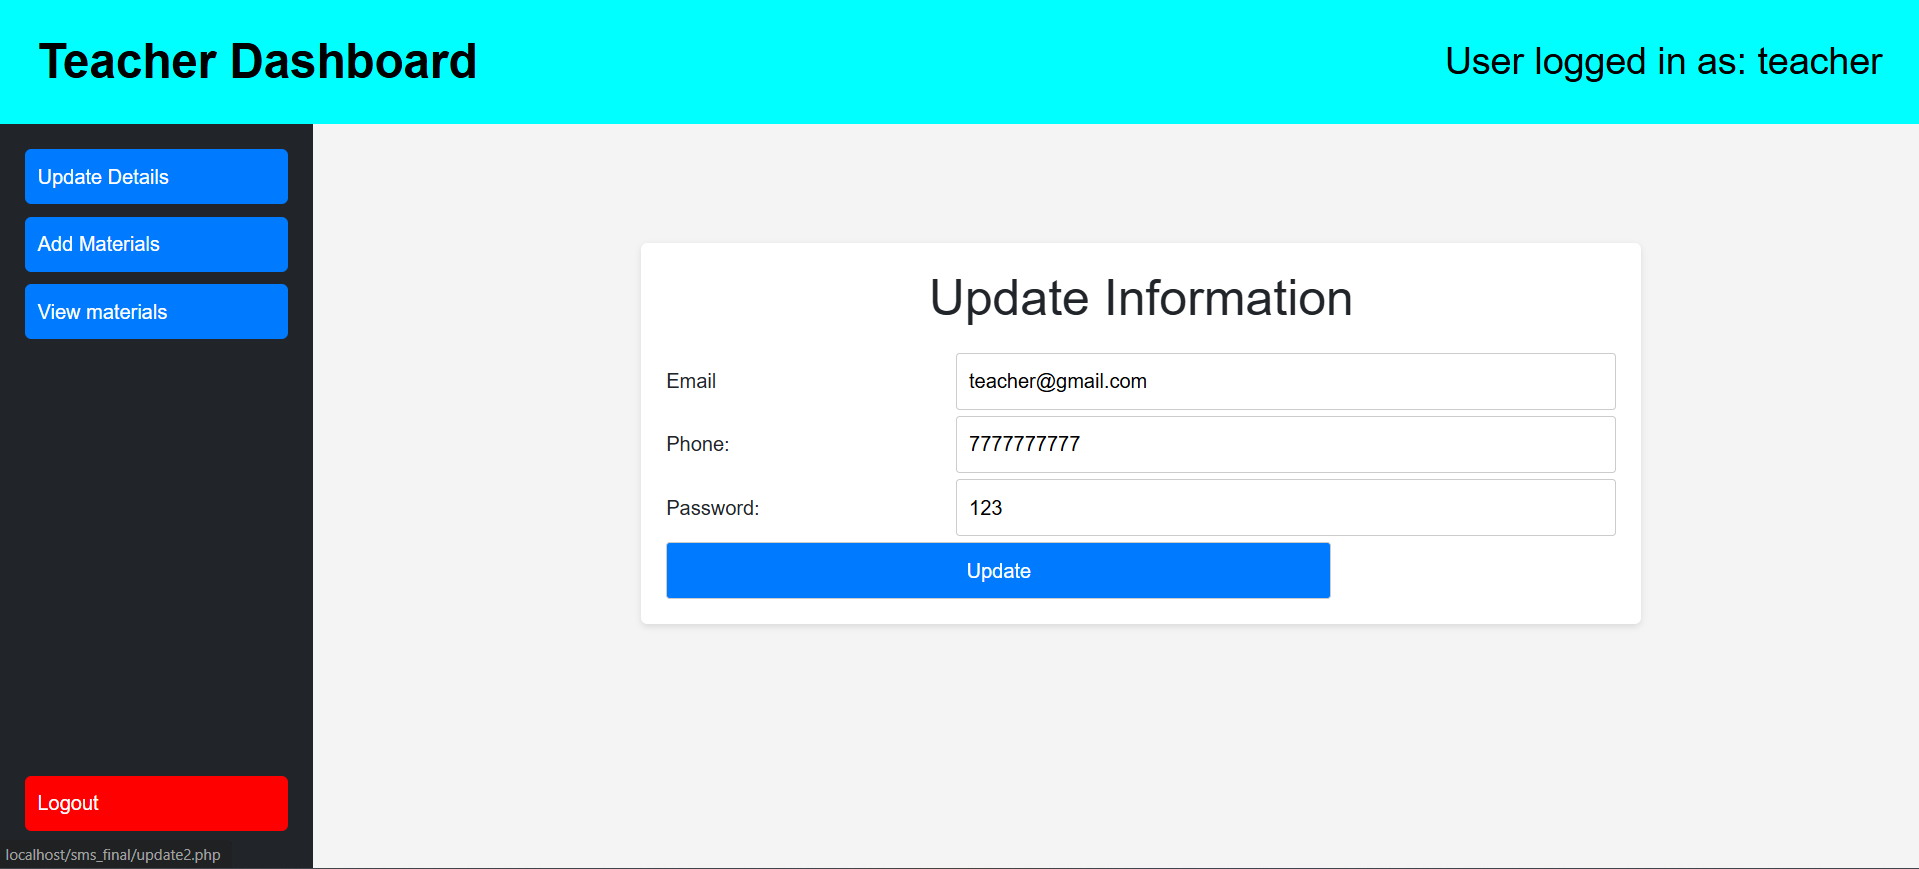 Teacher Dashboard
User logged in as: teacher
Update Details
Add Materials
View materials
Update Information
Email
teacher@gmail.com
Phone:
7777777777
Password:
123
Update
Logout
localhost/sms_final/update2.php